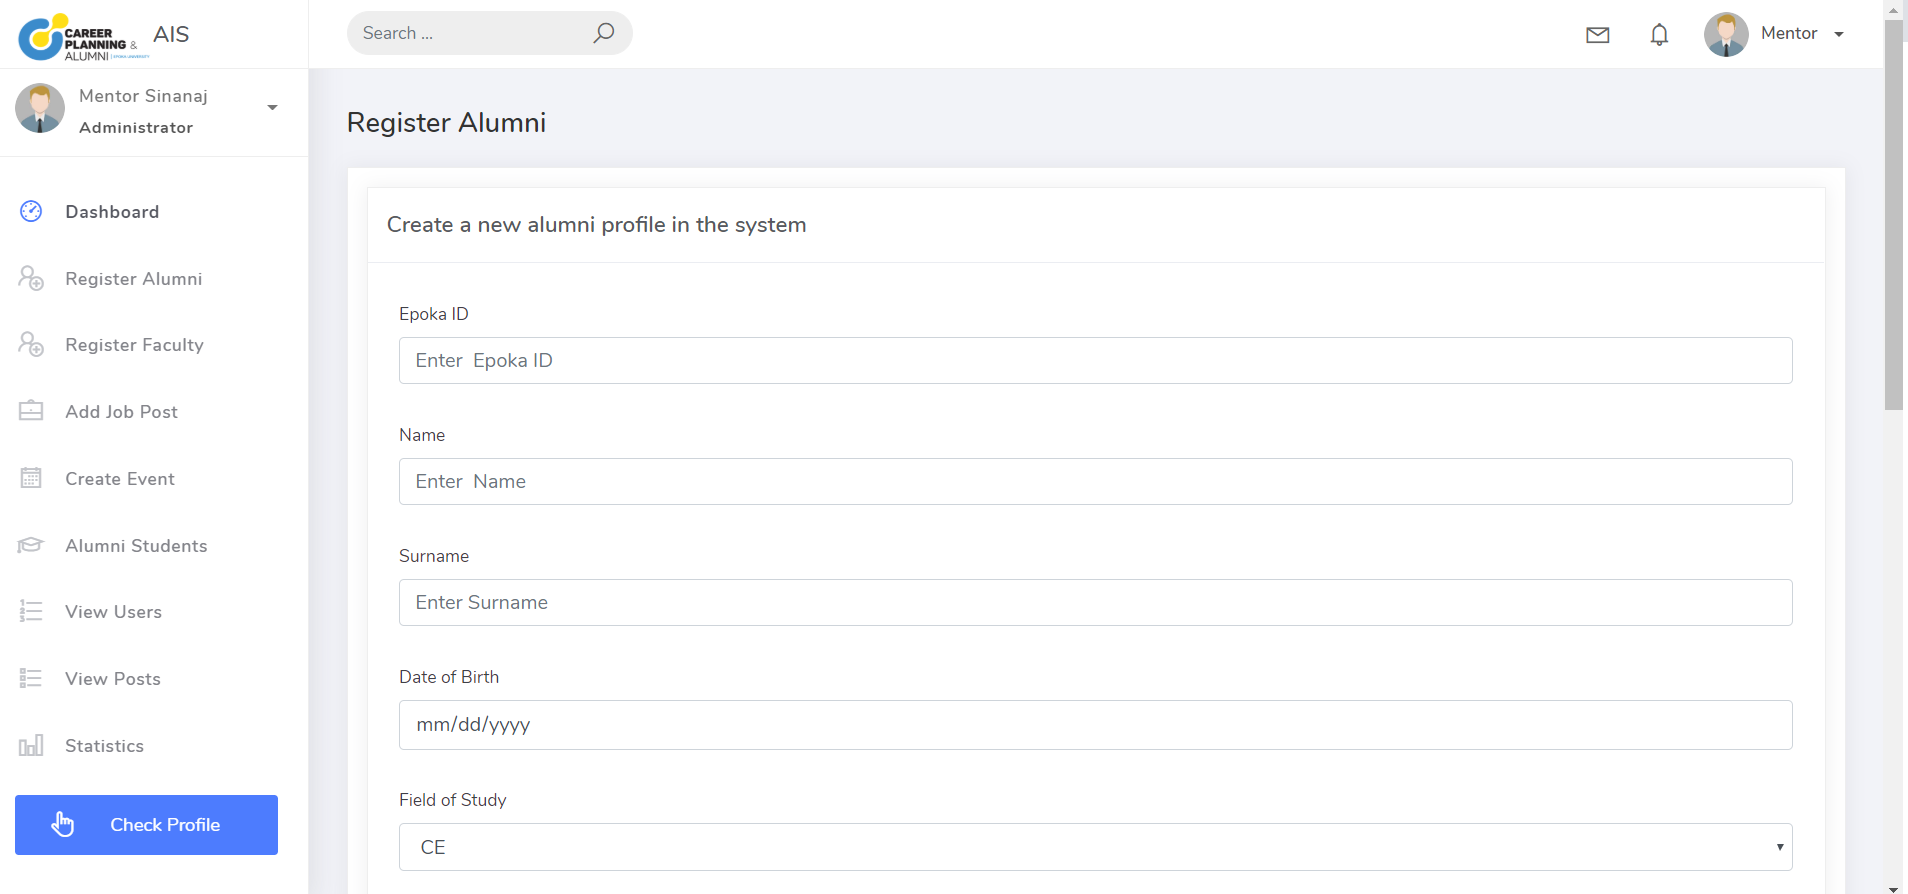 CAREER
PLANNING &
ALUMNI | EPOKA UNIVERSITY
AIS
Search ...
Mentor
Mentor Sinanaj
Administrator
Dashboard
Register Alumni
Register Faculty
Add Job Post
Create Event
Alumni Students
View Users
View Posts
Statistics
Check Profile
Register Alumni
Create a new alumni profile in the system
Epoka ID
Enter  Epoka ID
Name
Enter  Name
Surname
Enter Surname
Date of Birth
mm/dd/yyyy
Field of Study
CE